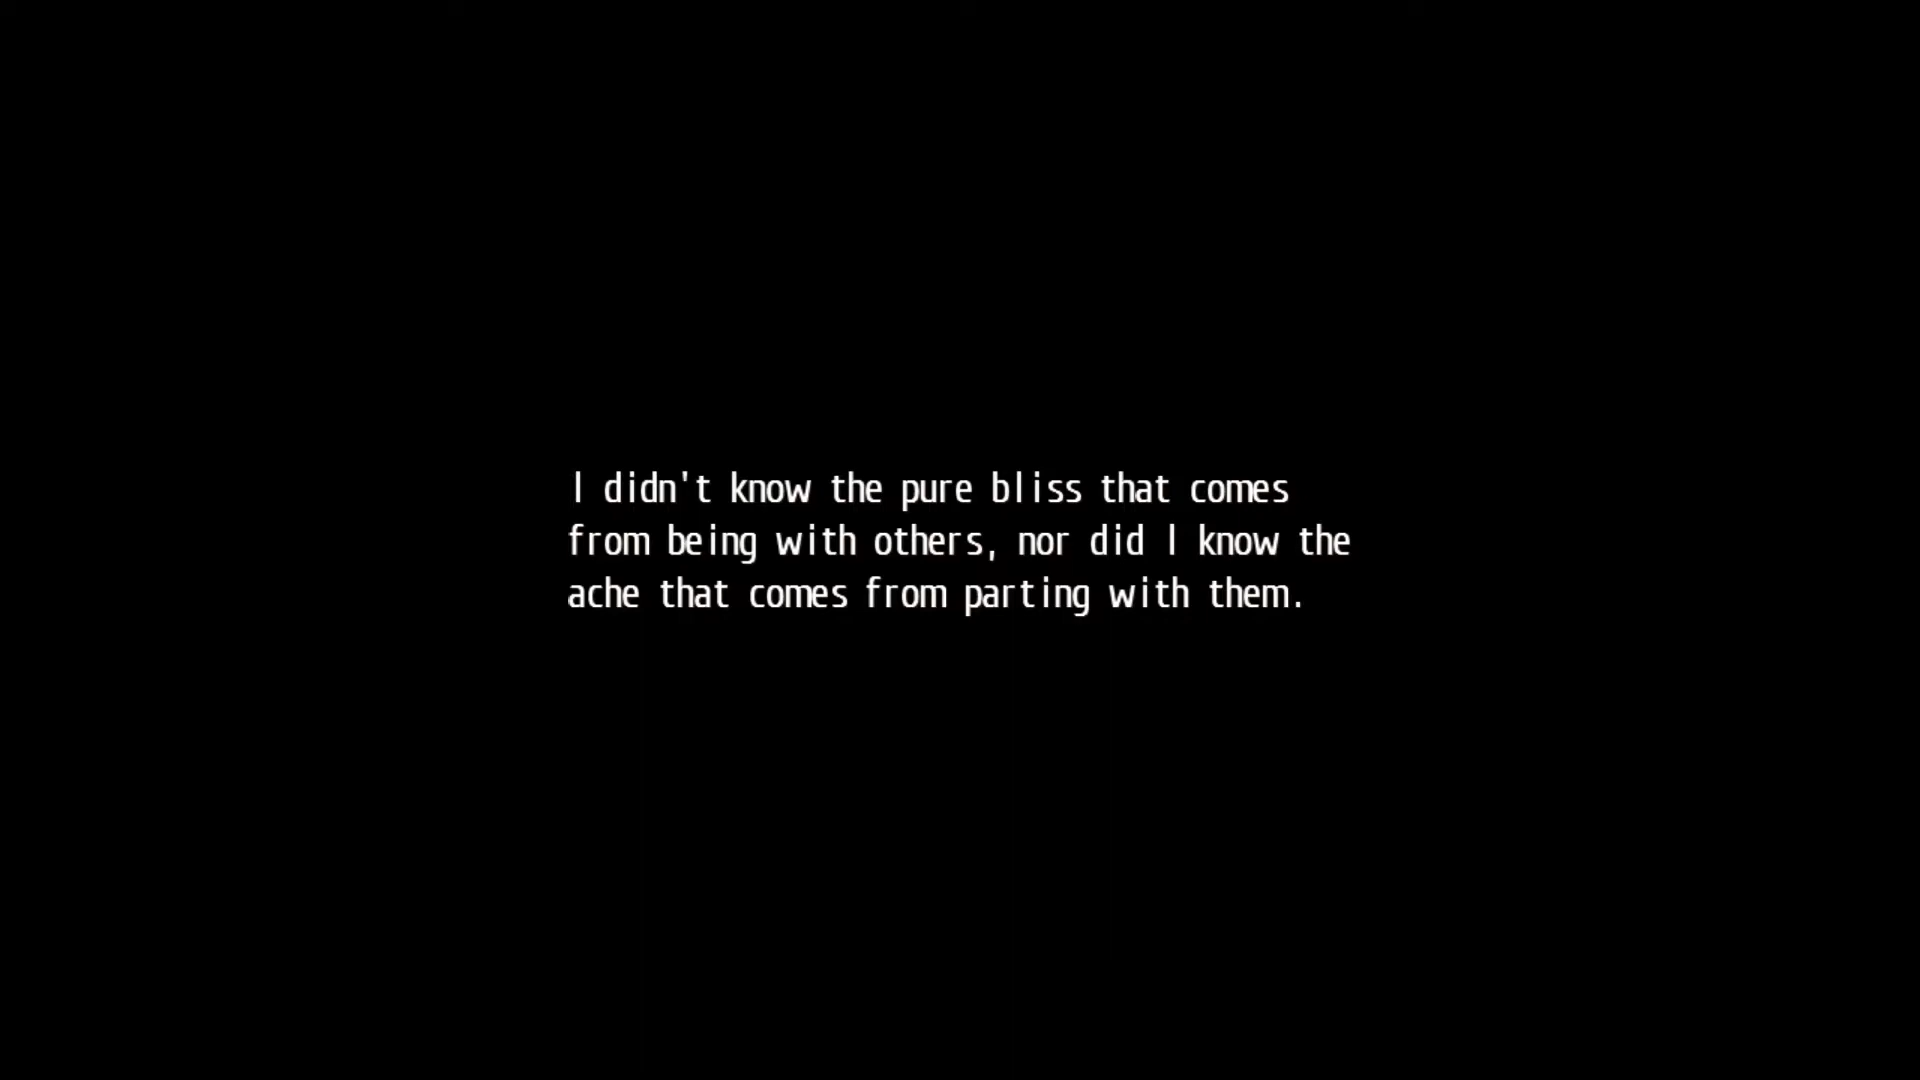 I didn't know the pure bliss that comes
from being with others, nor did I know the
ache that comes from parting with them.